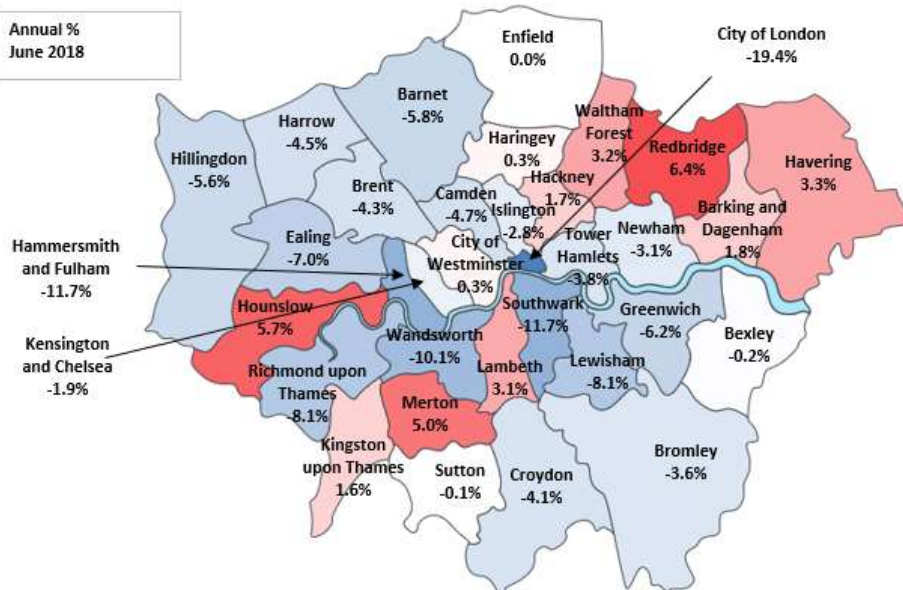 Annual %
June 2018
Enfield
0.0%
City of London
-19.4%
Barnet
-5.8%
Harrow
-4.5%
Hillingdon
-5.6%
Haringey
0.3%
Waltham
Forest
3.2%
Redbridge
6.4%
Havering
3.3%
Hackney
1.7%
Brent
-4.3%
Camden
-4.7%
Islington
-2.8%
Barking and
Dagenham
1.8%
Newham
-3.1%
Tower
Hamlets
-3.8%
Ealing
-7.0%
City of
Westminster
0.3%
Hammersmith
and Fulham
-11.7%
Kensington
and Chelsea
-1.9%
Hounslow
5.7%
Southwark
-11.7%
Greenwich
-6.2%
Bexley
-0.2%
Wandsworth
-10.1%
Lambeth
3.1%
Lewisham
-8.1%
Richmond upon
Thames
-8.1%
Merton
5.0%
Kingston
upon Thames
1.6%
Sutton
-0.1%
Croydon
-4.1%
Bromley
-3.6%